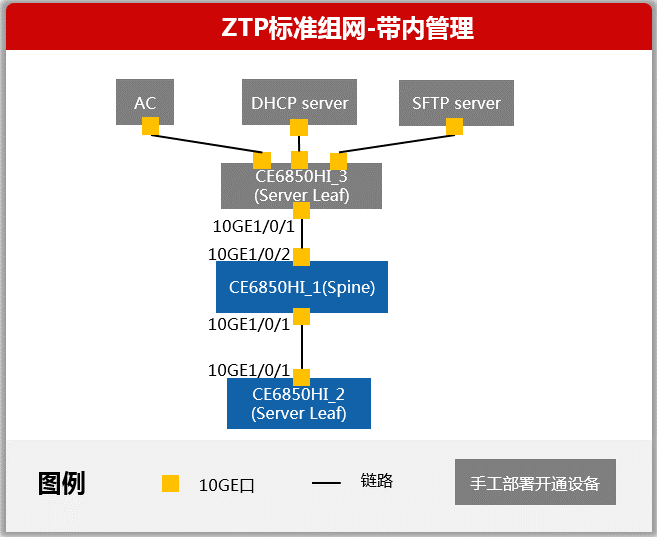 ZTP标准组网-带内管理
AC
DHCP server
SFTP server
CE6850HI_3
(Server Leaf)
10GE1/0/1
10GE1/0/2
CE6850HI_1(Spine)
10GE1/0/1
10GE1/0/1
CE6850HI_2
(Server Leaf)
图例
10GE口
链路
手工部署开通设备